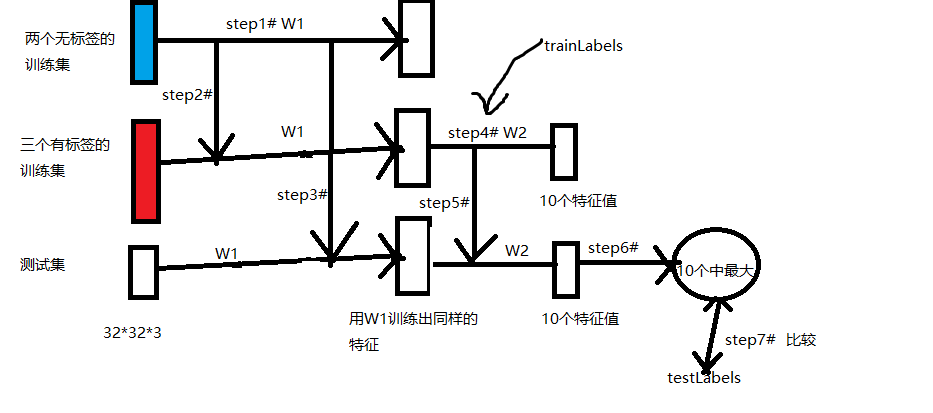 step1# W1
两个无标签的
训练集
trainLabels
step2#
W1
step4# W2
三个有标签的
训练集
step3#
step5#
10个特征值
W1
W2
step6#
测试集
10个中最大
32*32*3
用W1训练出同样的
特征
10个特征值
step7# 比较
testLabels